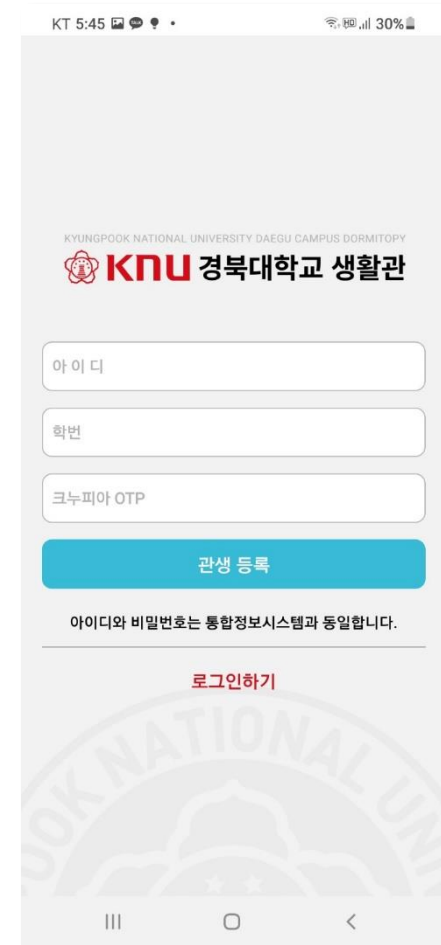 KT 5:45
30%
KYUNGPOOK NATIONAL UNIVERSITY DAEGU CAMPUS DORMITOPY
KNU 경북대학교 생활관
아이디
학번
크누피아 OTP
관생 등록
아이디와 비밀번호는 통합정보시스템과 동일합니다.
로그인하기
OOK NATIONAL UNI